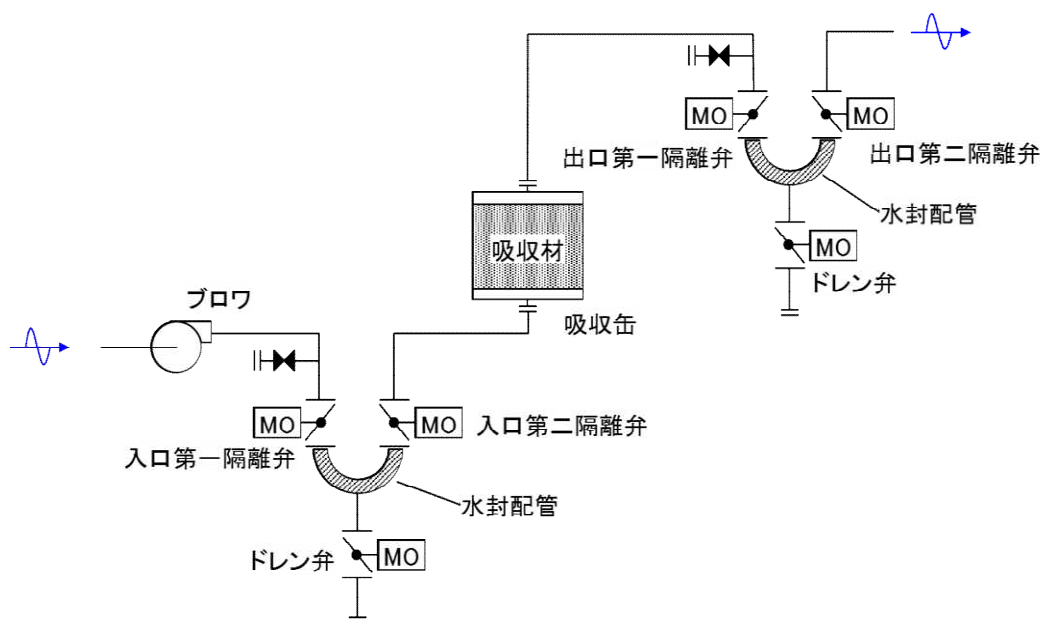 MO
MO
出口第一隔離弁
出口第二隔離弁
水封配管
吸収材
MO
ドレン弁
ブロワ
吸収缶
MO
MO
入口第二隔離弁
入口第一隔離弁
水封配管
ドレン弁
MO